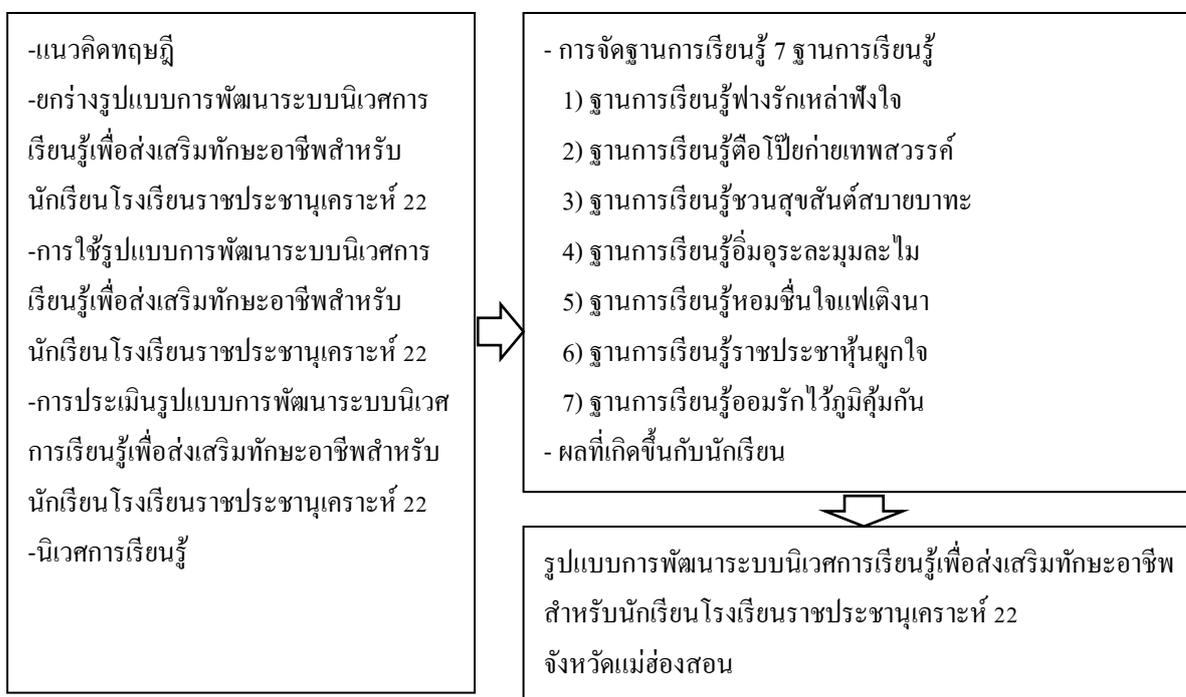 -แนวคิดทฤษฎี
-ยกร่างรูปแบบการพัฒนาระบบนิเวศการ
เรียนรู้เพื่อส่งเสริมทักษะอาชีพสำหรับ
นักเรียนโรงเรียนราชประชานุเคราะห์ 22
-การใช้รูปแบบการพัฒนาระบบนิเวศการ
เรียนรู้เพื่อส่งเสริมทักษะอาชีพสำหรับ
นักเรียนโรงเรียนราชประชานุเคราะห์ 22
-การประเมินรูปแบบการพัฒนาระบบนิเวศ
การเรียนรู้เพื่อส่งเสริมทักษะอาชีพสำหรับ
นักเรียนโรงเรียนราชประชานุเคราะห์ 22
-นิเวศการเรียนรู้
- การจัดฐานการเรียนรู้ 7 ฐานการเรียนรู้
1) ฐานการเรียนรู้ฟางรักเหล่าฟังใจ
2) ฐานการเรียนรู้ตือโป๊ยก่ายเทพสวรรค์
3) ฐานการเรียนรู้ชวนสุขสันต์สบายบาทะ
4) ฐานการเรียนรู้อิ่มอุระละมุมละไม
5) ฐานการเรียนรู้หอมชื่นใจแฟเติงนา
6) ฐานการเรียนรู้ราชประชาหุ้นผูกใจ
7) ฐานการเรียนรู้ออมรักไว้ภูมิคุ้มกัน
- ผลที่เกิดขึ้นกับนักเรียน
รูปแบบการพัฒนาระบบนิเวศการเรียนรู้เพื่อส่งเสริมทักษะอาชีพ
สำหรับนักเรียนโรงเรียนราชประชานุเคราะห์ 22
จังหวัดแม่ฮ่องสอน